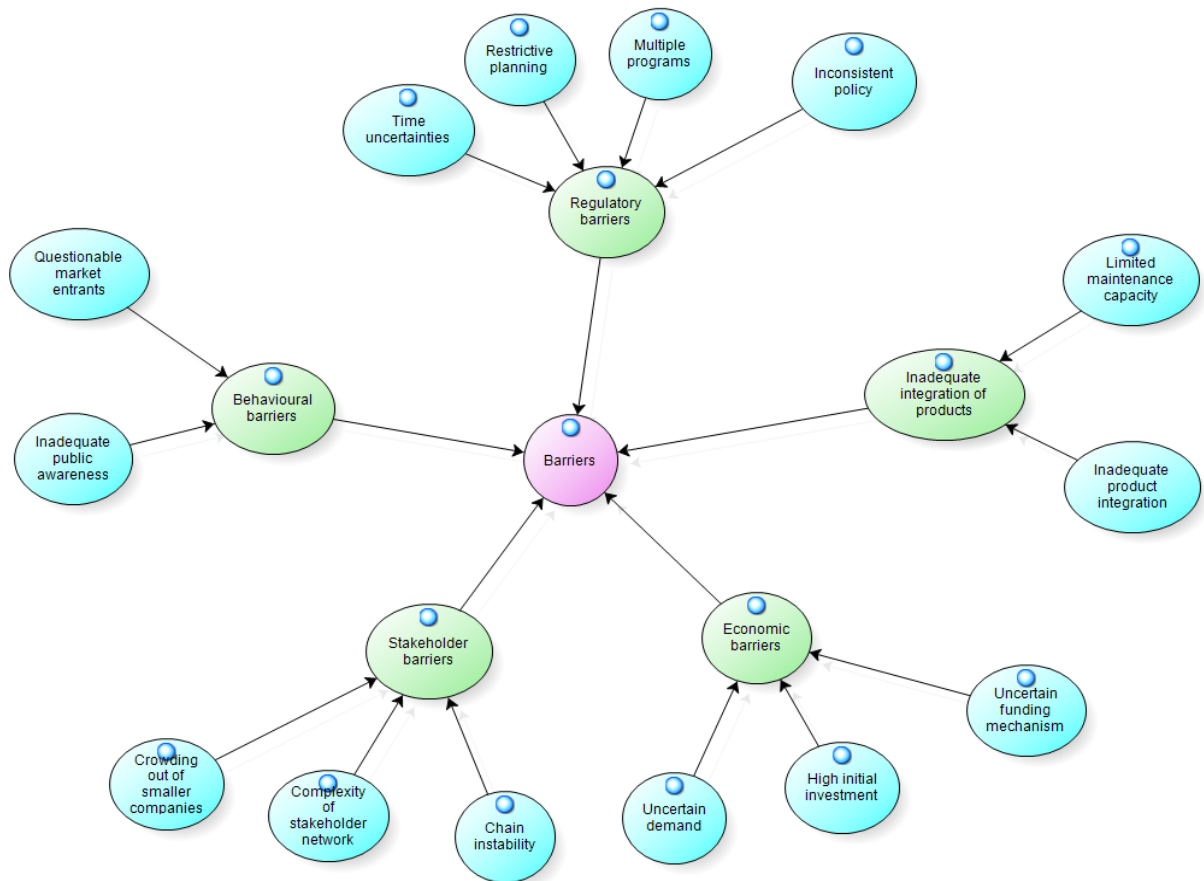 Multiple
programs
Restrictive
planning
Inconsistent
policy
Time
uncertainties
Regulatory
barriers
Questionable
market
entrants
Limited
maintenance
capacity
Behavioural
barriers
Inadequate
integration of
products
Inadequate
public
awareness
Barriers
Inadequate
product
integration
Stakeholder
barriers
Economic
barriers
Uncertain
funding
mechanism
Crowding
out of
smaller
companies
Complexity
of
stakeholder
network
Chain
instability
Uncertain
demand
High initial
investment